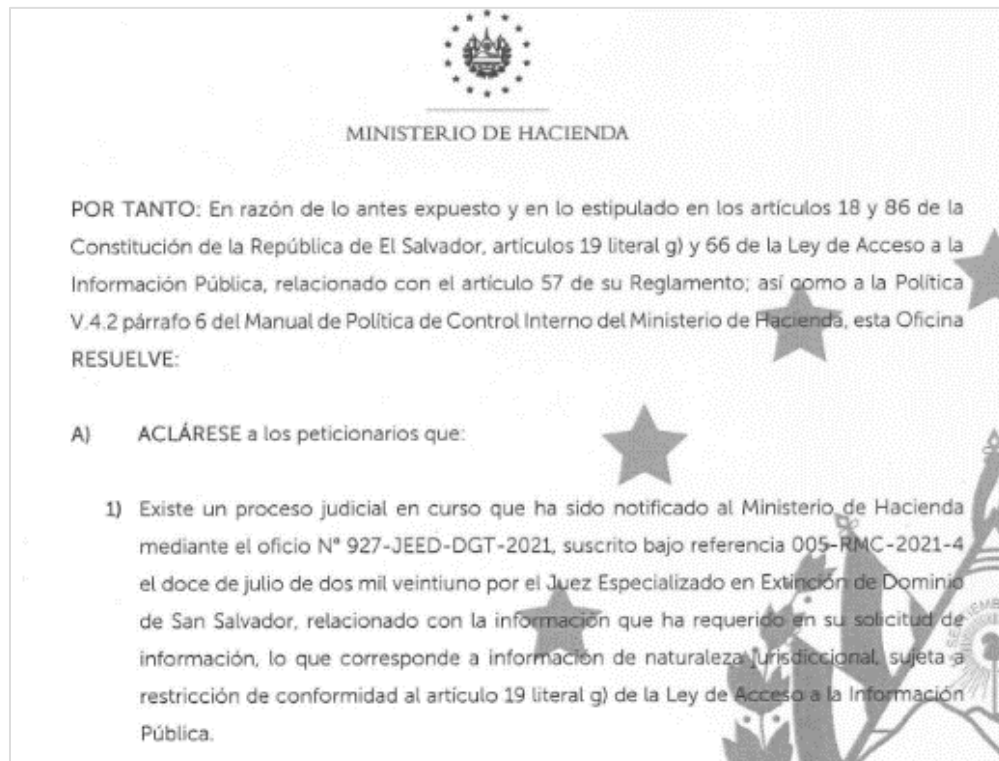 MINISTERIO DE HACIENDA
POR TANTO: En razón de lo antes expuesto y en lo estipulado en los artículos 18 y 86 de la
Constitución de la República de El Salvador, artículos 19 literal g) y 66 de la Ley de Acceso a la
Información Pública, relacionado con el artículo 57 de su Reglamento; así como a la Política
V.4.2 párrafo 6 del Manual de Política de Control Interno del Ministerio de Hacienda, esta Oficina
RESUELVE:
A) ACLÁRESE a los peticionarios que:
1) Existe un proceso judicial en curso que ha sido notificado al Ministerio de Hacienda
mediante el oficio N° 927-JEED-DGT-2021, suscrito bajo referencia 005-RMC-2021-4
el doce de julio de dos mil veintiuno por el Juez Especializado en Extinción de Dominio
de San Salvador, relacionado con la información que ha requerido en su solicitud de
información, lo que corresponde a información de naturaleza jurisdiccional, sujeta a
restricción de conformidad al artículo 19 literal g) de la Ley de Acceso a la Información
Pública.